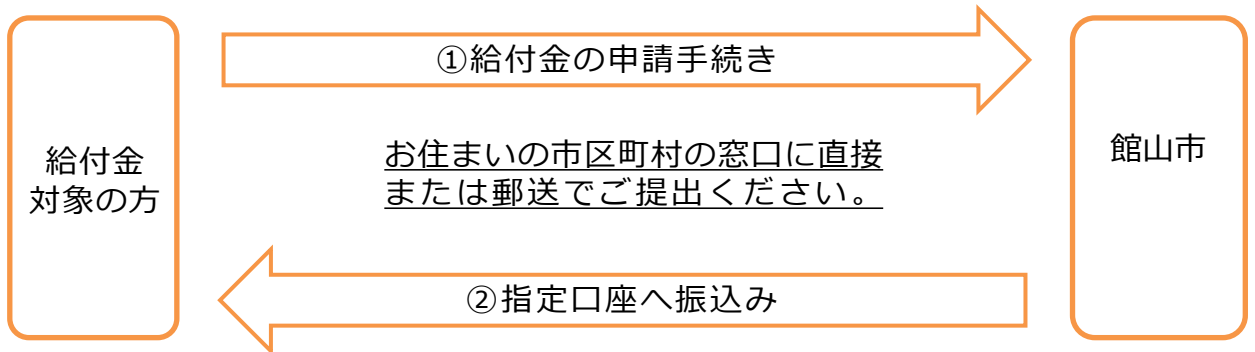 ①給付金の申請手続き
給付金
対象の方
お住まいの市区町村の窓口に直接
または郵送でご提出ください。
館山市
②指定口座へ振込み